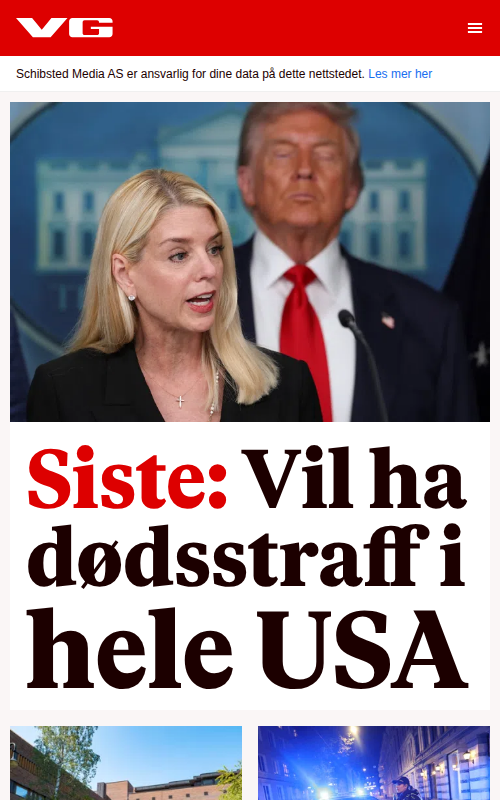 VG
Schibsted Media AS er ansvarlig for dine data på dette nettstedet. Les mer her
Siste: Vil ha
dødsstraff i
hele USA